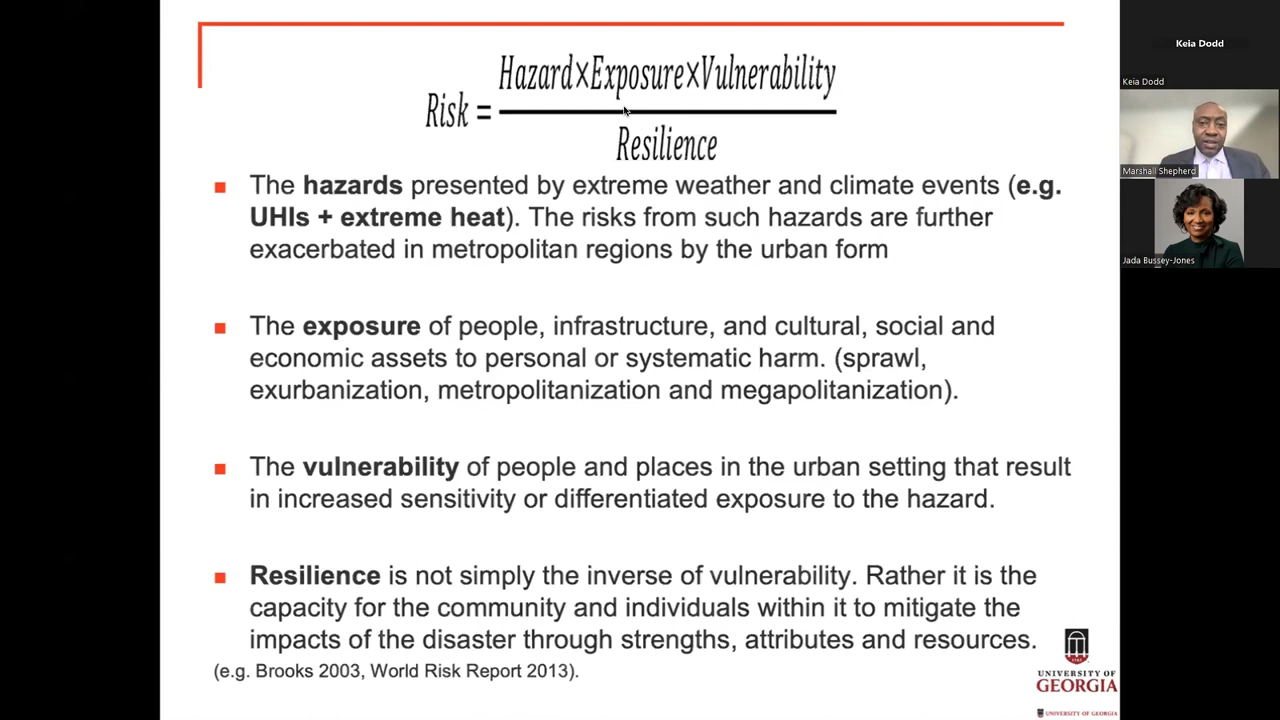 Hazard×Exposure×Vulnerability
Risk =
Resilience
The hazards presented by extreme weather and climate events (e.g.
UHIs + extreme heat). The risks from such hazards are further
exacerbated in metropolitan regions by the urban form
The exposure of people, infrastructure, and cultural, social and
economic assets to personal or systematic harm. (sprawl,
exurbanization, metropolitanization and megapolitanization).
The vulnerability of people and places in the urban setting that result
in increased sensitivity or differentiated exposure to the hazard.
Resilience is not simply the inverse of vulnerability. Rather it is the
capacity for the community and individuals within it to mitigate the
impacts of the disaster through strengths, attributes and resources.
(e.g. Brooks 2003, World Risk Report 2013).
UNIVERSITY OF
GEORGIA
UNIVERSITY OF GEORGIA
Keia Dodd
Keia Dodd
Marshall Shepherd
Jada Bussey-Jones